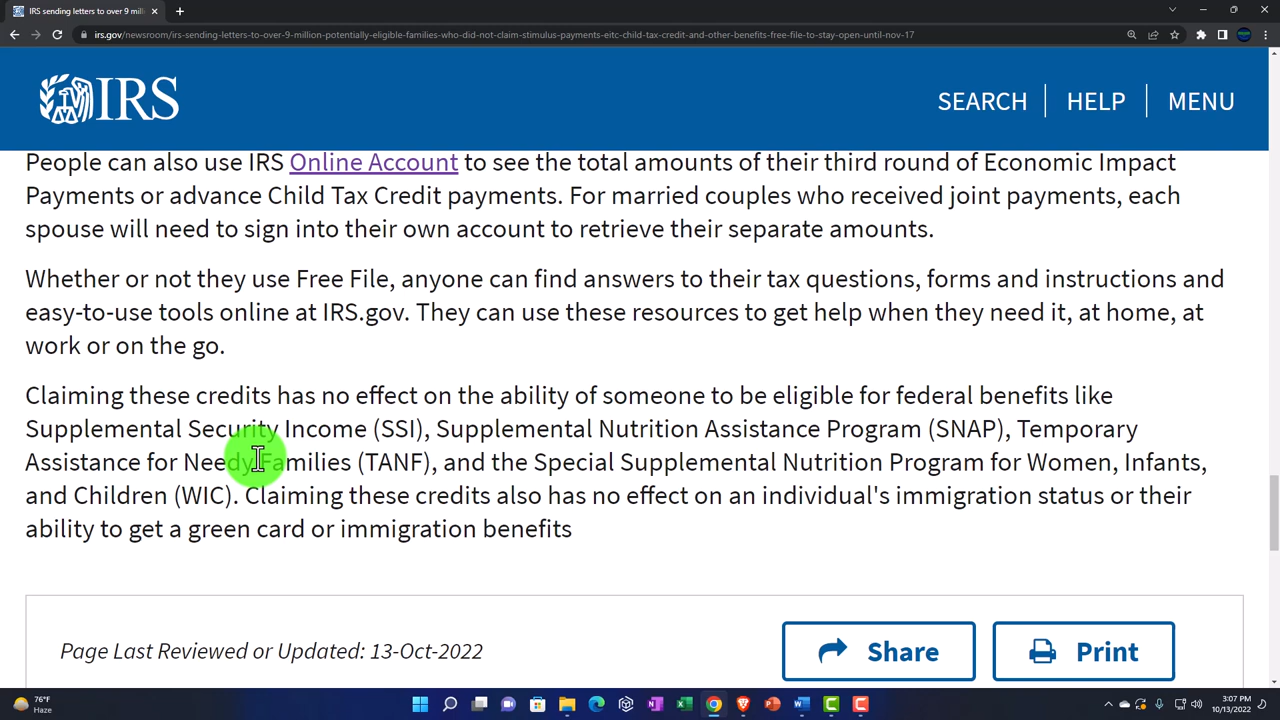 IRS sending letters to over 9 mill
irs.gov/newsroom/irs-sending-letters-to-over-9-million-potentially-eligible-families-who-did-not-claim-stimulus-payments-eitc-child-tax-credit-and-other-benefits-free-file-to-stay-open-until-nov-17
IRS
SEARCH
HELP
MENU
People can also use IRS Online Account to see the total amounts of their third round of Economic Impact
Payments or advance Child Tax Credit payments. For married couples who received joint payments, each
spouse will need to sign into their own account to retrieve their separate amounts.
Whether or not they use Free File, anyone can find answers to their tax questions, forms and instructions and
easy-to-use tools online at IRS.gov. They can use these resources to get help when they need it, at home, at
work or on the go.
Claiming these credits has no effect on the ability of someone to be eligible for federal benefits like
Supplemental Security Income (SSI), Supplemental Nutrition Assistance Program (SNAP), Temporary
Assistance for Needy Families (TANF), and the Special Supplemental Nutrition Program for Women, Infants,
and Children (WIC). Claiming these credits also has no effect on an individual's immigration status or their
ability to get a green card or immigration benefits
Page Last Reviewed or Updated: 13-Oct-2022
Share
Print
76°F
Haze
3:07 PM
10/13/2022